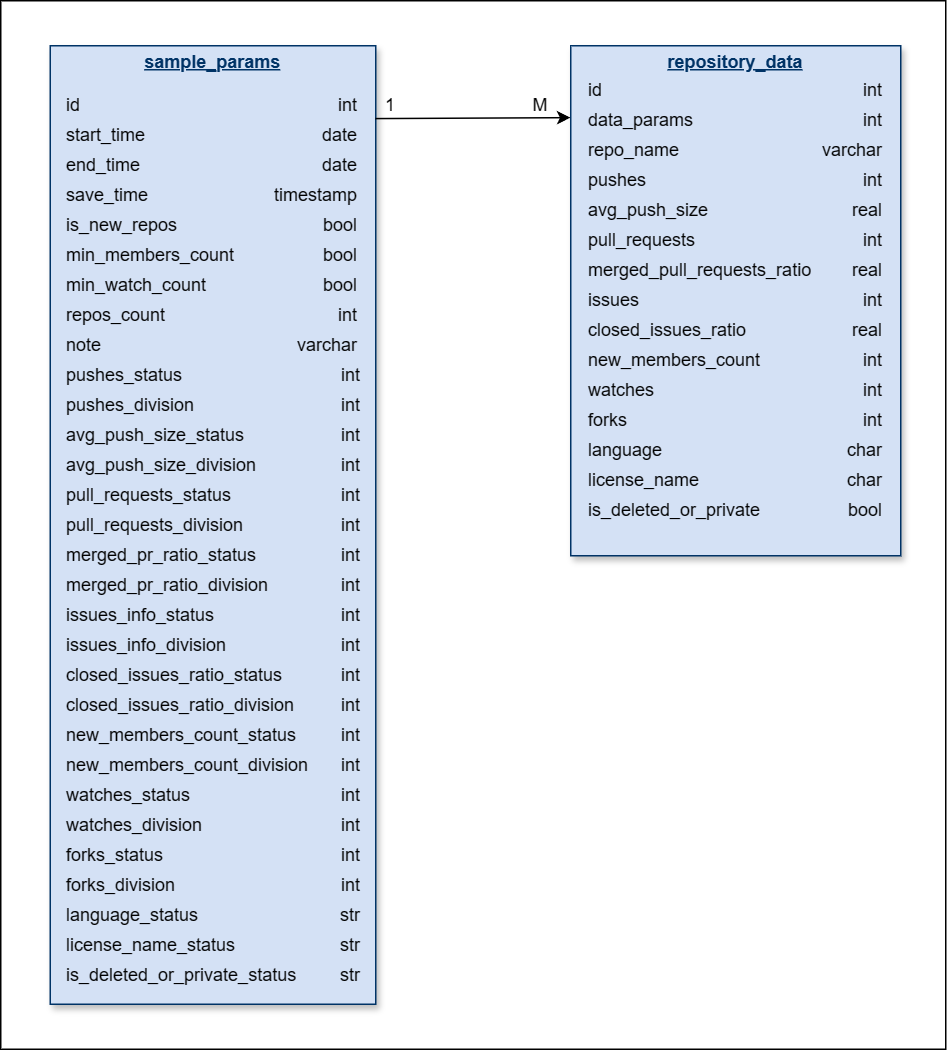 sample_params
id int
start_time date
end_time date
save_time timestamp
is_new_repos bool
min_members_count bool
min_watch_count bool
repos_count int
note varchar
pushes_status int
pushes_division int
avg_push_size_status int
avg_push_size_division int
pull_requests_status int
pull_requests_division int
merged_pr_ratio_status int
merged_pr_ratio_division int
issues_info_status int
issues_info_division int
closed_issues_ratio_status int
closed_issues_ratio_division int
new_members_count_status int
new_members_count_division int
watches_status int
watches_division int
forks_status int
forks_division int
language_status str
license_name_status str
is_deleted_or_private_status str
1 M
repository_data
id int
data_params int
repo_name varchar
pushes int
avg_push_size real
pull_requests int
merged_pull_requests_ratio real
issues int
closed_issues_ratio real
new_members_count int
watches int
forks int
language char
license_name char
is_deleted_or_private bool